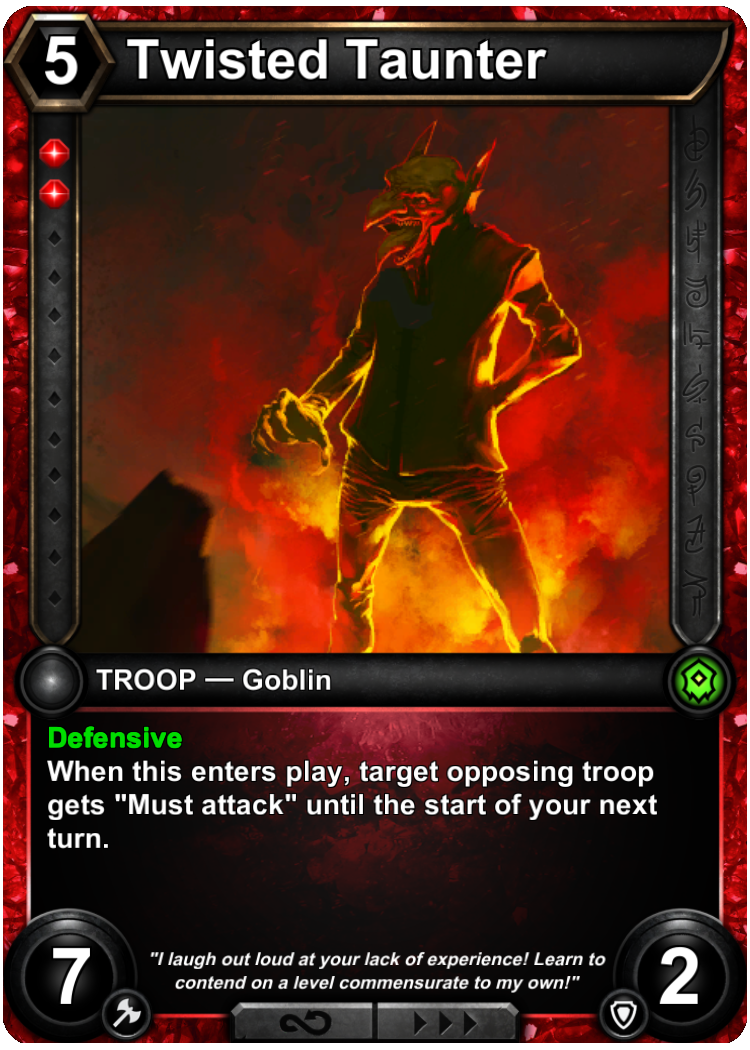 5
Twisted Taunter
TROOP — Goblin
Defensive
When this enters play, target opposing troop
gets "Must attack" until the start of your next
turn.
"I laugh out loud at your lack of experience! Learn to
contend on a level commensurate to my own!"
7
2